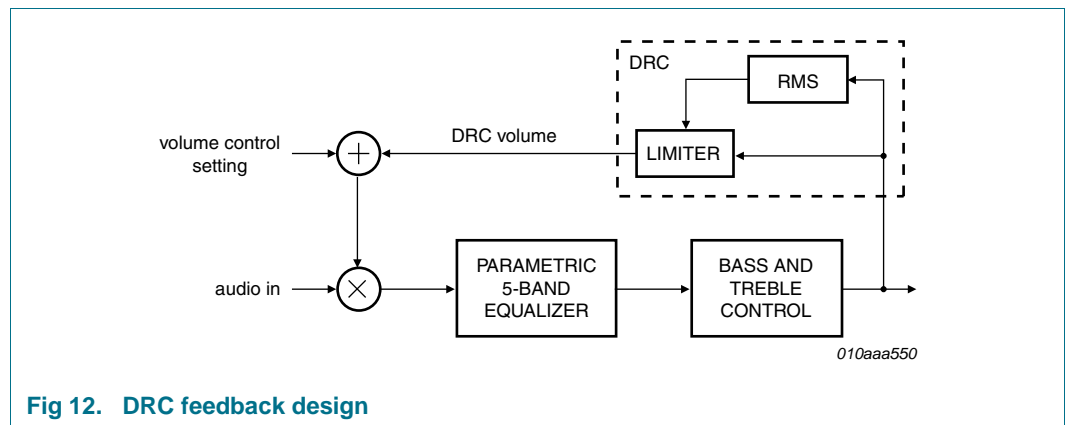 DRC
RMS
volume control
setting
+
DRC volume
LIMITER
audio in
×
PARAMETRIC
5-BAND
EQUALIZER
BASS AND
TREBLE
CONTROL
010aaa550
Fig 12. DRC feedback design